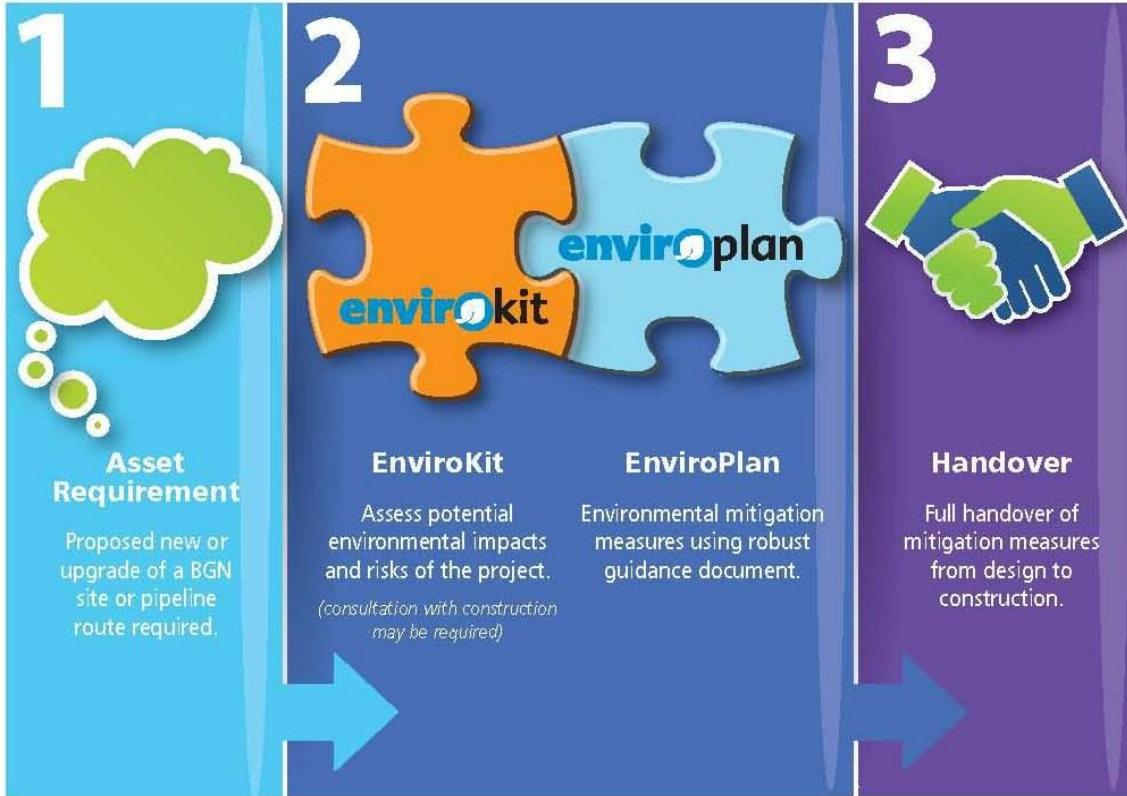 1
Asset
Requirement
Proposed new or
upgrade of a BGN
site or pipeline
route required.
2
envirokit
enviroplan
EnviroKit
Assess potential
environmental impacts
and risks of the project.
(consultation with construction
may be required)
EnviroPlan
Environmental mitigation
measures using robust
guidance document.
3
Handover
Full handover of
mitigation measures
from design to
construction.